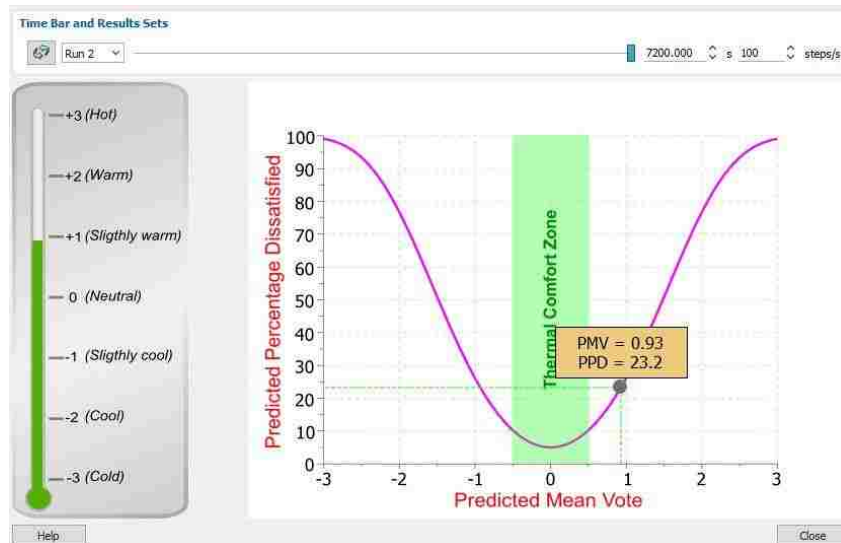 Time Bar and Results Sets
Run 2
7200.000 s 100 steps/s
+3 (Hot)
+2 (Warm)
+1 (Sligthly warm)
0 (Neutral)
-1 (Sligthly cool)
-2 (Cool)
-3 (Cold)
Predicted Percentage Dissatisfied
100
90
80
70
60
50
40
30
20
10
0
Thermal Comfort Zone
PMV = 0.93
PPD = 23.2
-3 -2 -1 0 1 2 3
Predicted Mean Vote
Help
Close